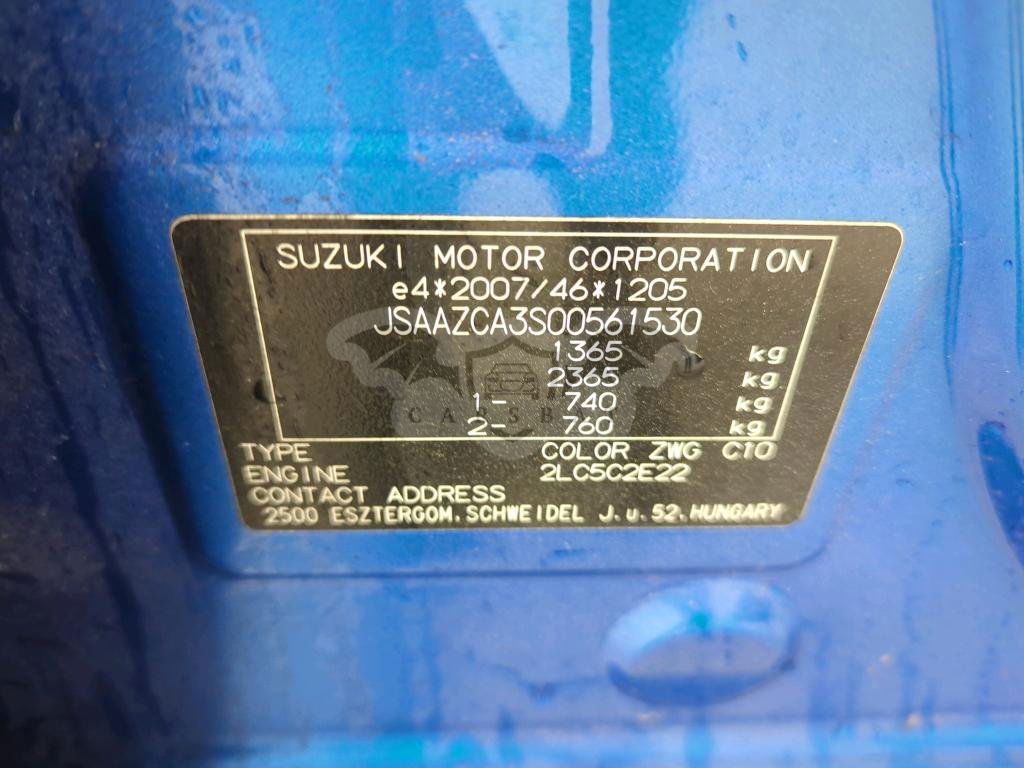 SUZUKI MOTOR CORPORATION
e4*2007/46*1205
JSAAZCA3S00561530
1365 kg
2365 kg
1- 740 kg
2- 760 kg
TYPE COLOR ZWG C10
ENGINE 2LC5C2E22
CONTACT ADDRESS
2500 ESZTERGOM. SCHWEIDEL J. u. 52. HUNGARY